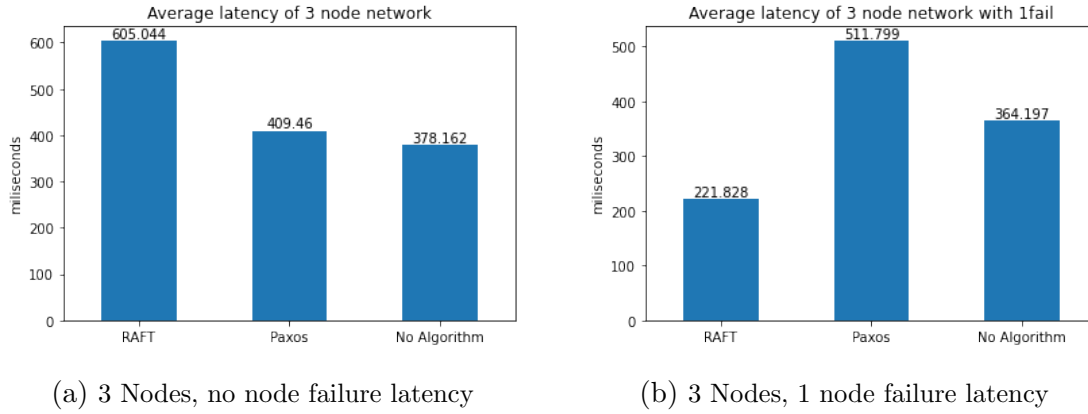 Average latency of 3 node network
605.044
409.46
378.162
600
500
400
300
200
100
0
miliseconds
RAFT
Paxos
No Algorithm
(a) 3 Nodes, no node failure latency
Average latency of 3 node network with 1fail
511.799
364.197
221.828
500
400
300
200
100
0
miliseconds
RAFT
Paxos
No Algorithm
(b) 3 Nodes, 1 node failure latency